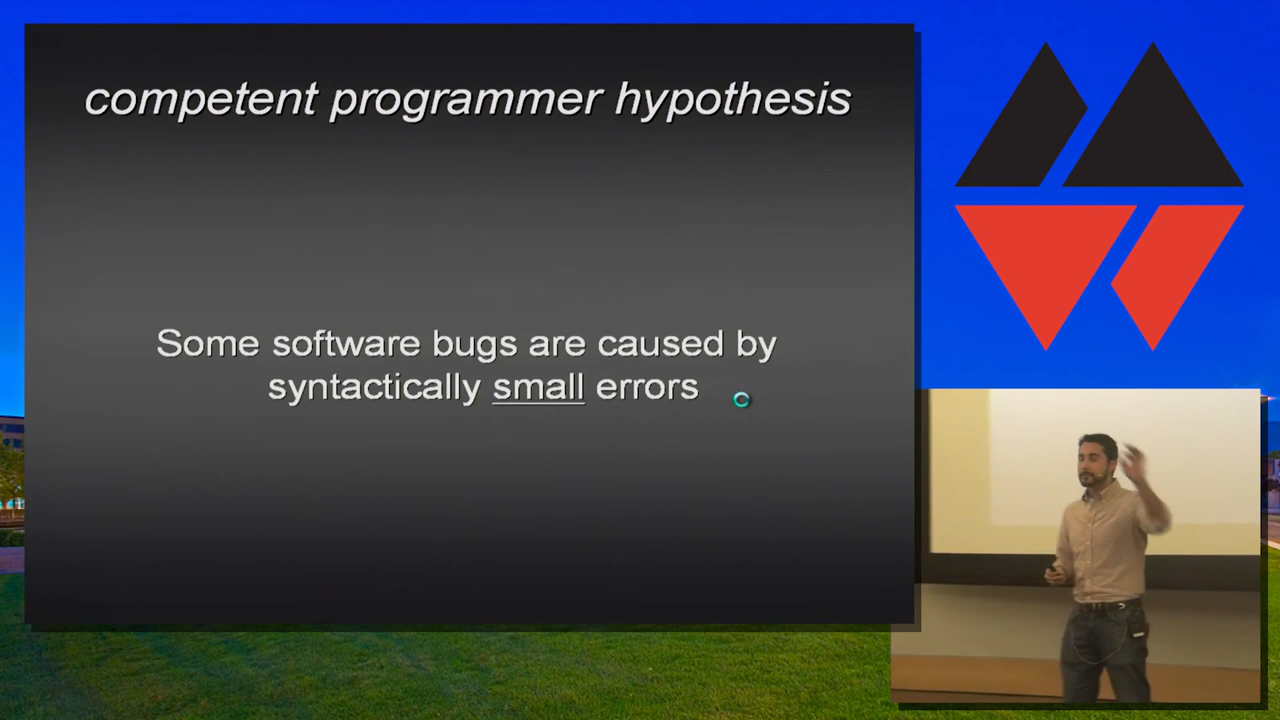 competent programmer hypothesis
Some software bugs are caused by
syntactically small errors